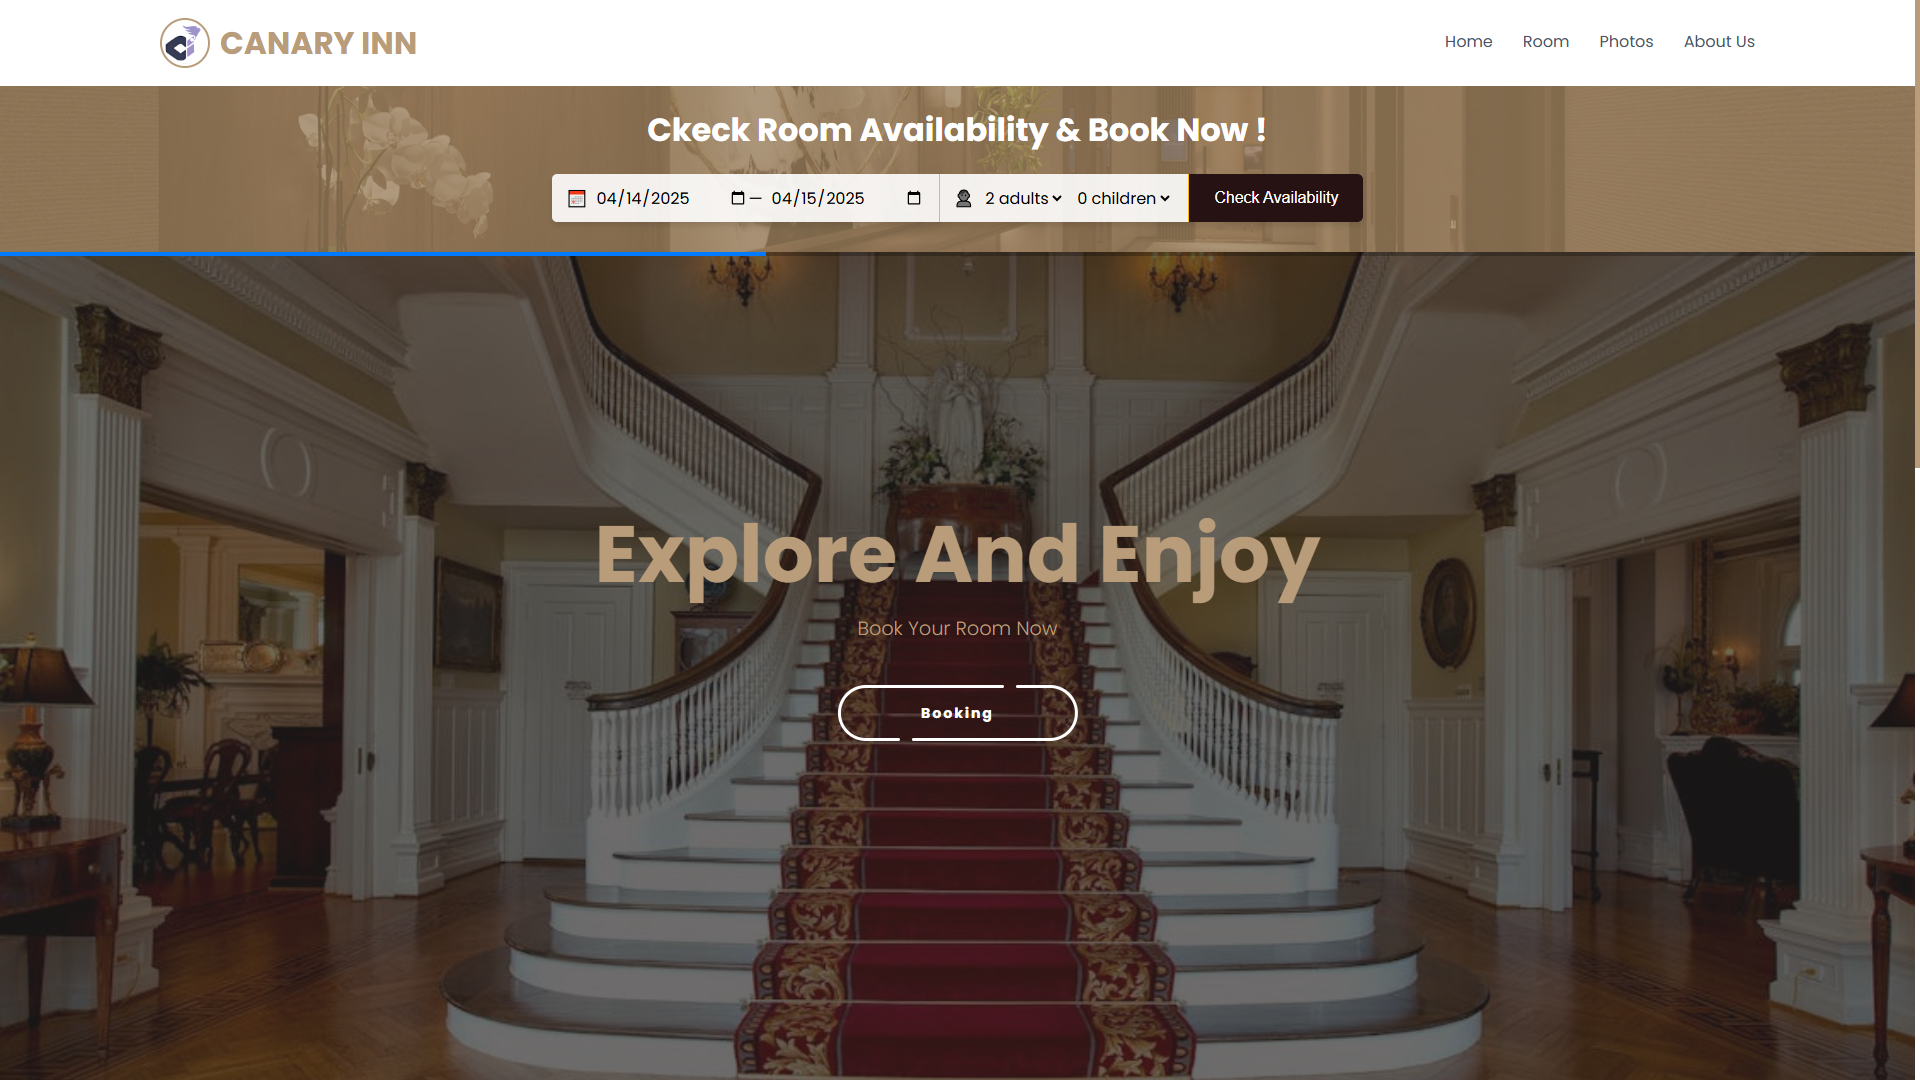 CANARY INN
Home Room Photos About Us
Ckeck Room Availability & Book Now !
04/14/2025 — 04/15/2025 2 adults 0 children Check Availability
Explore And Enjoy
Book Your Room Now
Booking